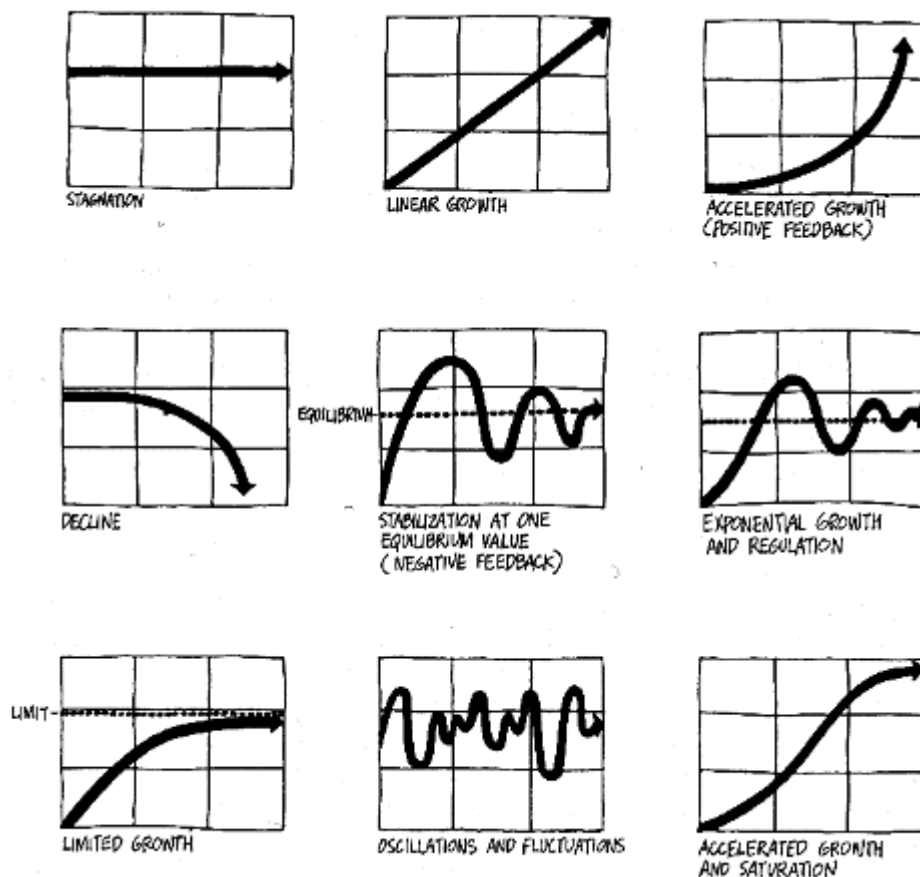 STAGNATION
LINEAR GROWTH
ACCELERATED GROWTH
(POSITIVE FEEDBACK)
DECLINE
EQUILIBRIUM
STABILIZATION AT ONE
EQUILIBRIUM VALUE
(NEGATIVE FEEDBACK)
EXPONENTIAL GROWTH
AND REGULATION
LIMIT
LIMITED GROWTH
OSCILLATIONS AND FLUCTUATIONS
ACCELERATED GROWTH
AND SATURATION